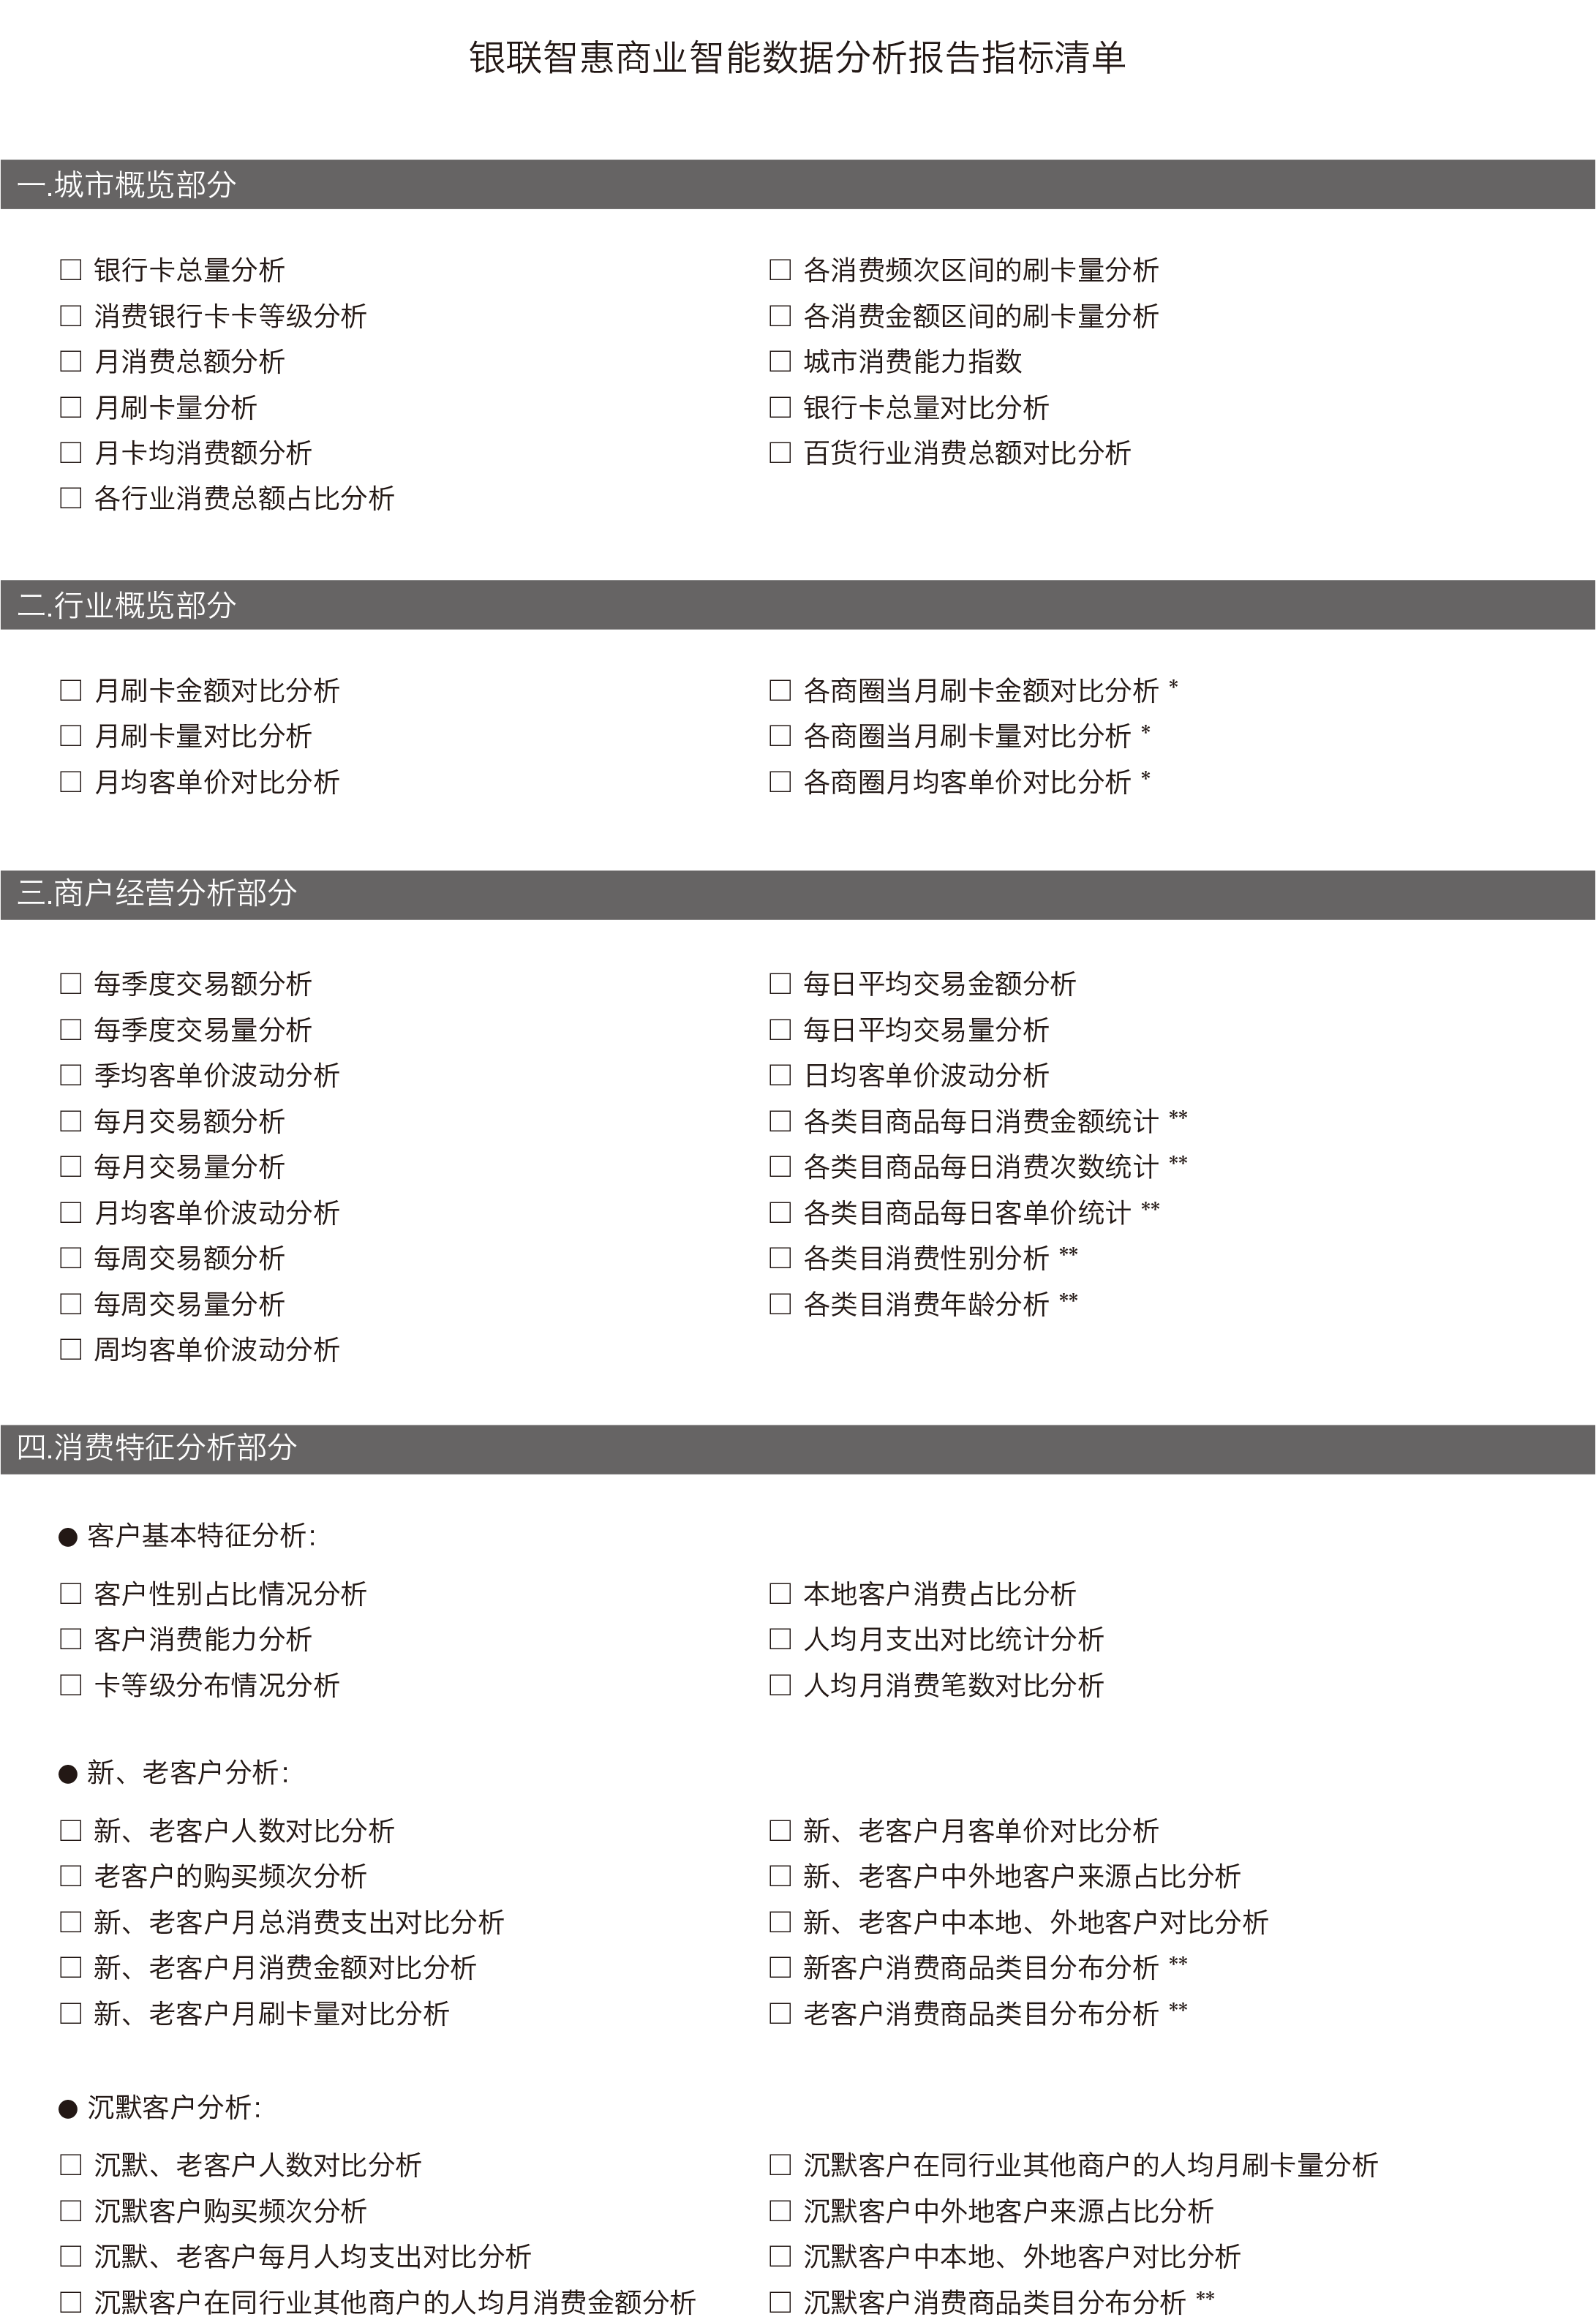 银联智惠商业智能数据分析报告指标清单
一.城市概览部分
□ 银行卡总量分析
□ 消费银行卡卡等级分析
□ 月消费总额分析
□ 月刷卡量分析
□ 月卡均消费额分析
□ 各行业消费总额占比分析
□ 各消费频次区间的刷卡量分析
□ 各消费金额区间的刷卡量分析
□ 城市消费能力指数
□ 银行卡总量对比分析
□ 百货行业消费总额对比分析
二.行业概览部分
□ 月刷卡金额对比分析
□ 月刷卡量对比分析
□ 月均客单价对比分析
□ 各商圈当月刷卡金额对比分析 *
□ 各商圈当月刷卡量对比分析 *
□ 各商圈月均客单价对比分析 *
三.商户经营分析部分
□ 每季度交易额分析
□ 每季度交易量分析
□ 季均客单价波动分析
□ 每月交易额分析
□ 每月交易量分析
□ 月均客单价波动分析
□ 每周交易额分析
□ 每周交易量分析
□ 周均客单价波动分析
□ 每日平均交易金额分析
□ 每日平均交易量分析
□ 日均客单价波动分析
□ 各类目商品每日消费金额统计 **
□ 各类目商品每日消费次数统计 **
□ 各类目商品每日客单价统计 **
□ 各类目消费性别分析 **
□ 各类目消费年龄分析 **
四.消费特征分析部分
● 客户基本特征分析：
□ 客户性别占比情况分析
□ 客户消费能力分析
□ 卡等级分布情况分析
□ 本地客户消费占比分析
□ 人均月支出对比统计分析
□ 人均月消费笔数对比分析
● 新、老客户分析：
□ 新、老客户人数对比分析
□ 老客户的购买频次分析
□ 新、老客户月总消费支出对比分析
□ 新、老客户月消费金额对比分析
□ 新、老客户月刷卡量对比分析
□ 新、老客户月客单价对比分析
□ 新、老客户中外地客户来源占比分析
□ 新、老客户中本地、外地客户对比分析
□ 新客户消费商品类目分布分析 **
□ 老客户消费商品类目分布分析 **
● 沉默客户分析：
□ 沉默、老客户人数对比分析
□ 沉默客户购买频次分析
□ 沉默、老客户每月人均支出对比分析
□ 沉默客户在同行业其他商户的人均月消费金额分析
□ 沉默客户在同行业其他商户的人均月刷卡量分析
□ 沉默客户中外地客户来源占比分析
□ 沉默客户中本地、外地客户对比分析
□ 沉默客户消费商品类目分布分析 **